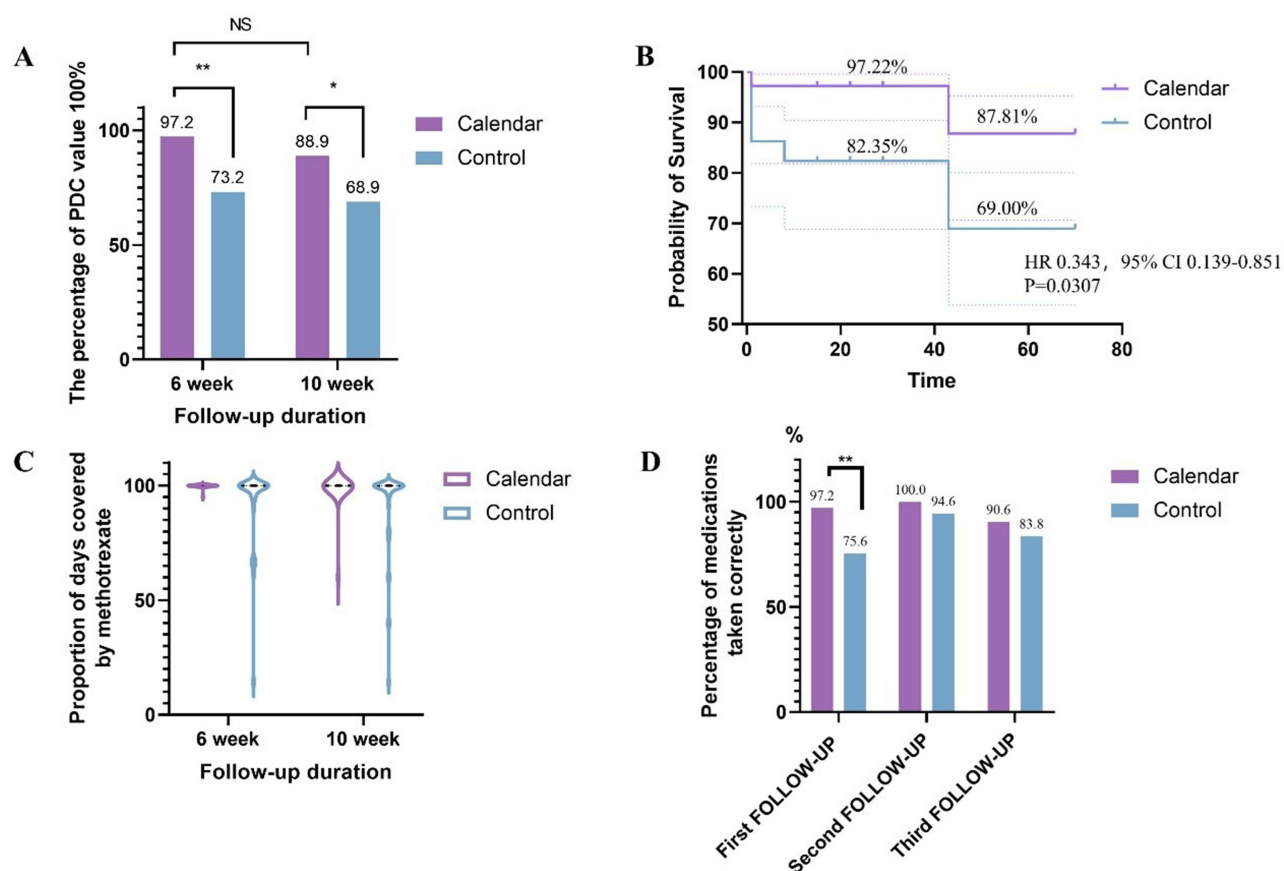 A
NS
**
*
97.2
73.2
88.9
68.9
The percentage of PDC value 100%
100
50
0
6 week
10 week
Follow-up duration
Calendar
Control
B
Probability of Survival
100
90
80
70
60
50
97.22%
87.81%
82.35%
69.00%
HR 0.343, 95% CI 0.139-0.851
P=0.0307
0
20
40
60
80
Time
Calendar
Control
C
Proportion of days covered
by methotrexate
100
50
0
6 week
10 week
Follow-up duration
Calendar
Control
D
%
Percentage of medications
taken correctly
100
50
0
**
97.2
75.6
100.0
94.6
90.6
83.8
First FOLLOW-UP
Second FOLLOW-UP
Third FOLLOW-UP
Calendar
Control